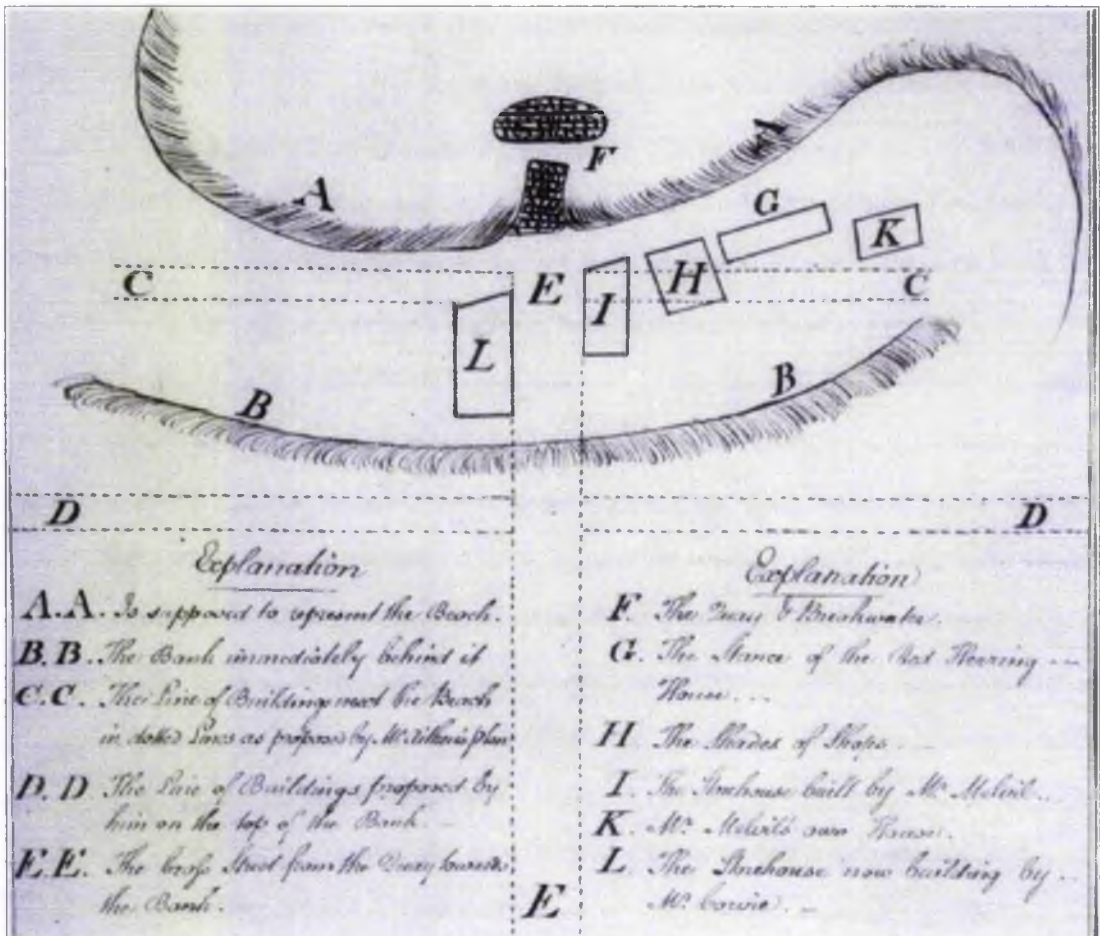 A
F
A
G
K
C
E
H
C
I
L
B
B
D
D
Explanation
A.A. Is supposed to represent the Beach.
B.B. The Bank immediately behind it
C.C. The Line of Buildings next the Beach
in dotted Lines as proposed by Mr. plan
D.D The Line of Buildings proposed by
him on the top of the Bank.
E.E. The Cross Street from the Quay towards
the Bank.
E
Explanation
F. The Quay & Breakwater.
G. The Stance of the Red Herring
House...
H The Shades of Shops
I. The Storehouse built by Mr. Melvil..
K. Mr. Melvil's own House.
L. The Storehouse now building by ..
Mr. Cowie. _